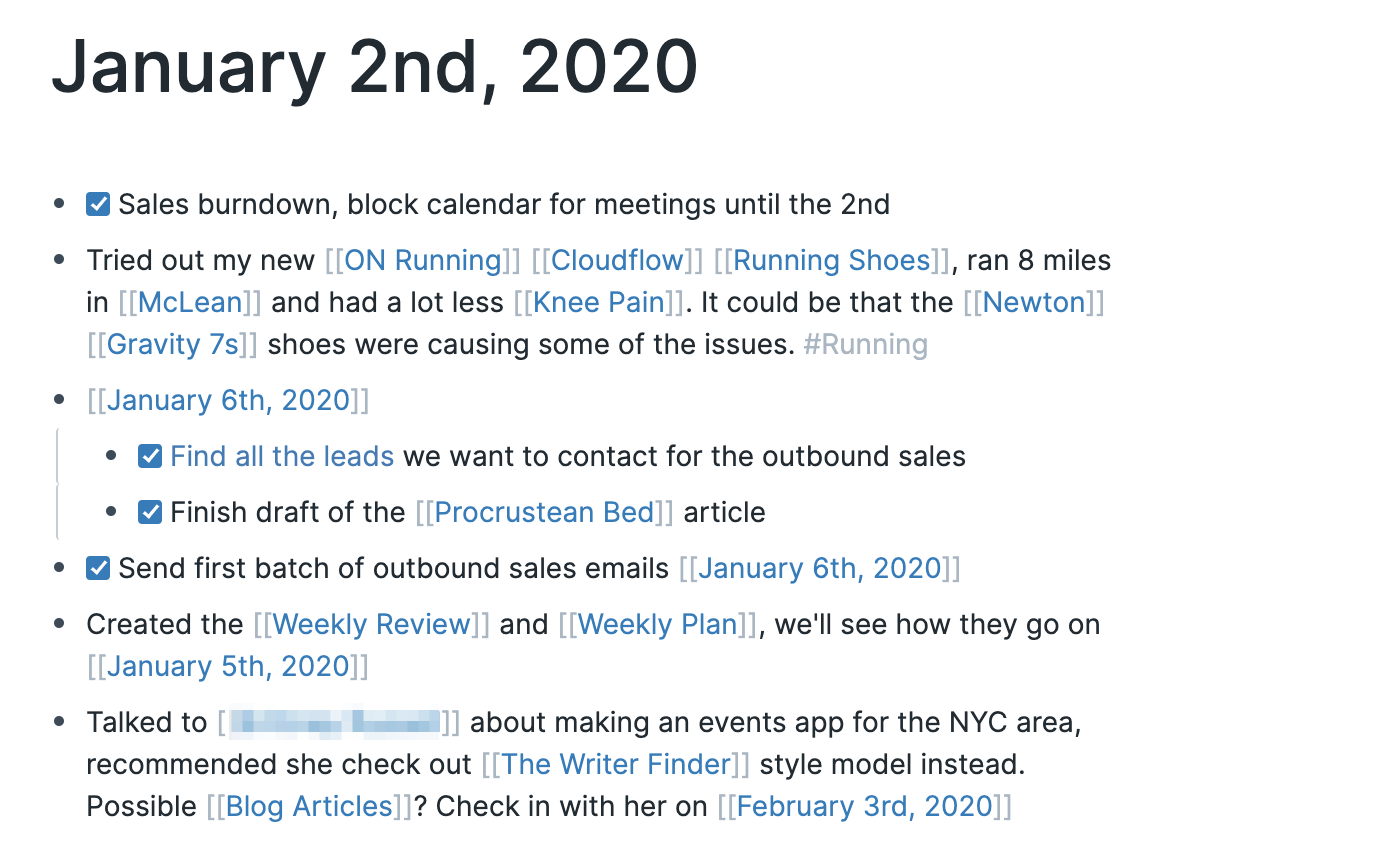 January 2nd, 2020
Sales burndown, block calendar for meetings until the 2nd
Tried out my new [[ON Running]] [[Cloudflow]] [[Running Shoes]], ran 8 miles
in [[McLean]] and had a lot less [[Knee Pain]]. It could be that the [[Newton]]
[[Gravity 7s]] shoes were causing some of the issues. #Running
[[January 6th, 2020]]
Find all the leads we want to contact for the outbound sales
Finish draft of the [[Procrustean Bed]] article
Send first batch of outbound sales emails [[January 6th, 2020]]
Created the [[Weekly Review]] and [[Weekly Plan]], we'll see how they go on
[[January 5th, 2020]]
Talked to [ ]] about making an events app for the NYC area,
recommended she check out [[The Writer Finder]] style model instead.
Possible [[Blog Articles]]? Check in with her on [[February 3rd, 2020]]